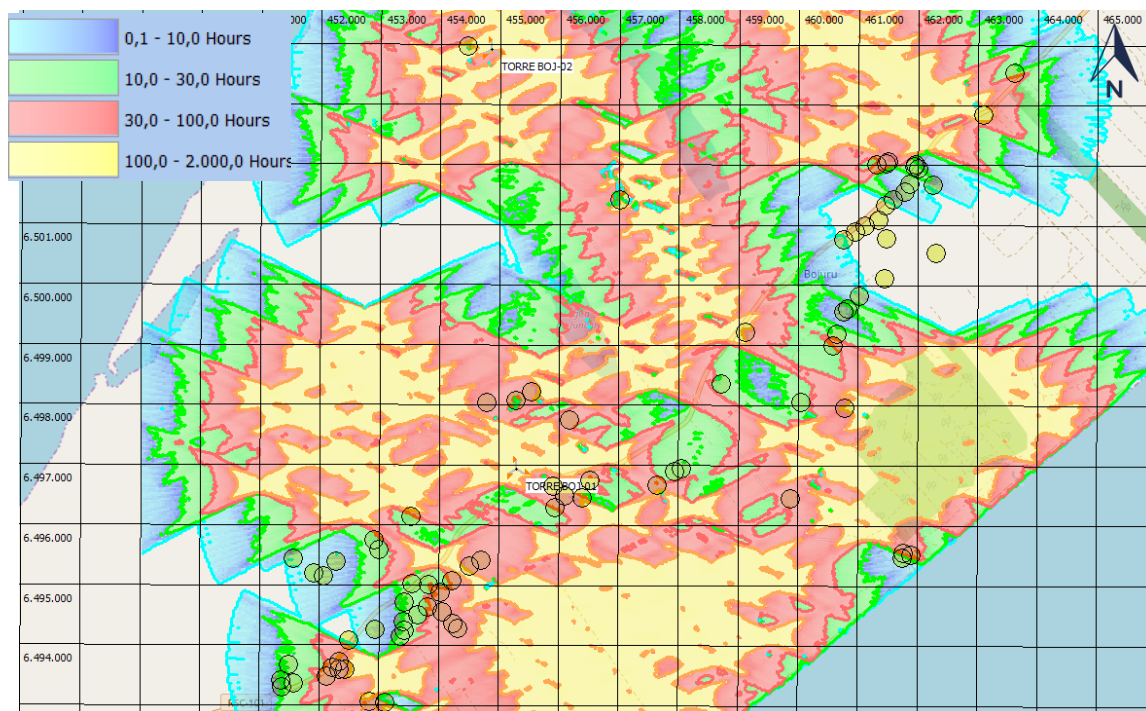 0,1 - 10,0 Hours
10,0 - 30,0 Hours
30,0 - 100,0 Hours
100,0 - 2.000,0 Hours
.000 452.000 453.000 454.000 455.000 456.000 457.000 458.000 459.000 460.000 461.000 462.000 463.000 464.000 465.000
N
TORRE BOJ-02
6.501.000
Bojuru
6.500.000
6.499.000
6.498.000
6.497.000
TORRE BOJ-01
6.496.000
6.495.000
6.494.000
RSC-101